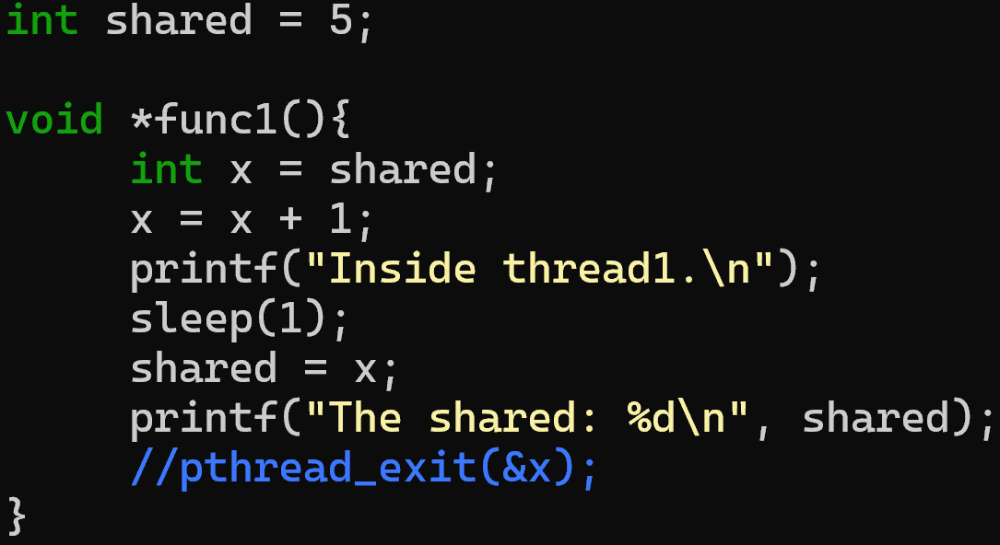 int shared = 5;
void *func1(){
int x = shared;
x = x + 1;
printf("Inside thread1.\n");
sleep(1);
shared = x;
printf("The shared: %d\n", shared);
//pthread_exit(&x);
}